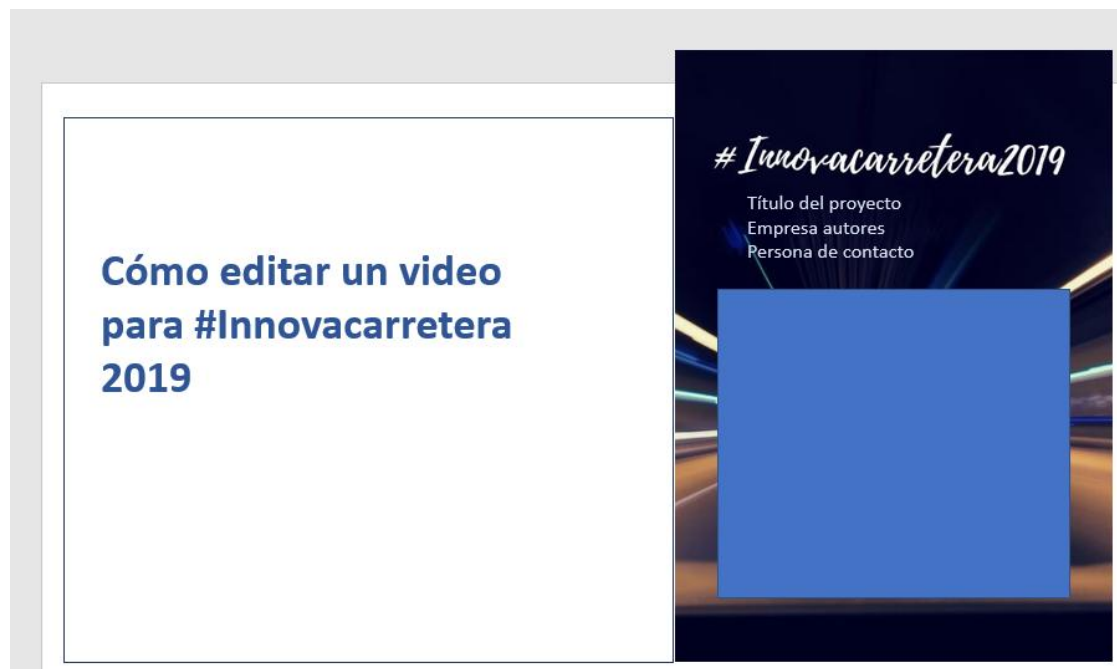 Cómo editar un video
para #Innovacarretera
2019
#Innovacarretera2019
Título del proyecto
Empresa autores
Persona de contacto